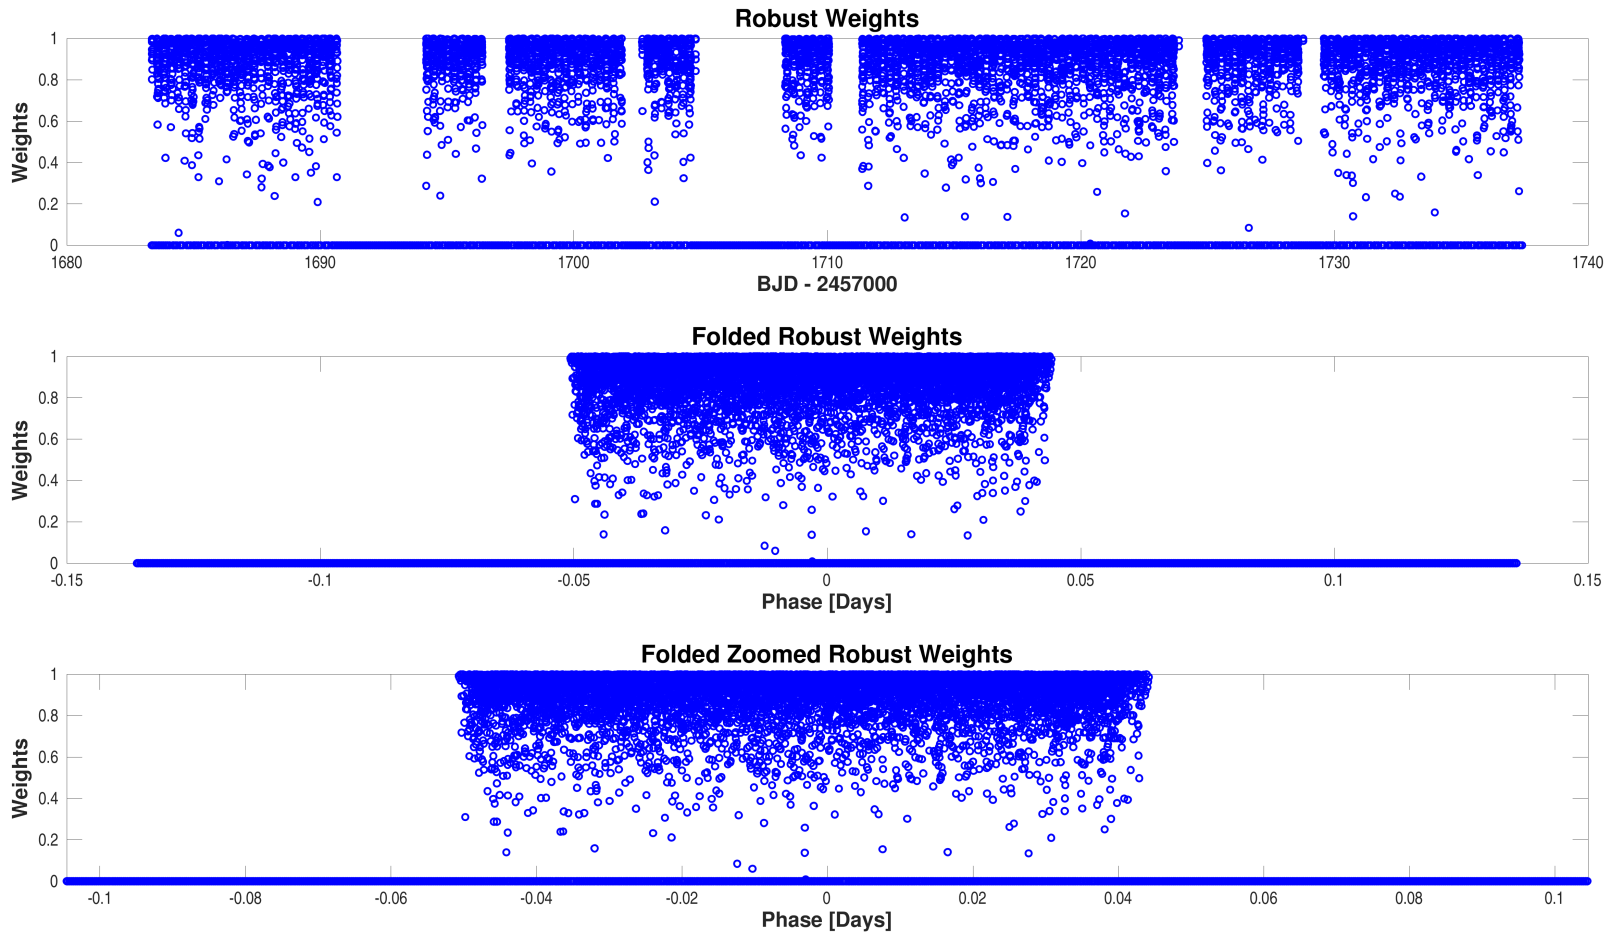 Robust Weights
1
0.8
0.6
0.4
0.2
0
Weights
1680 1690 1700 1710 1720 1730 1740
BJD - 2457000
Folded Robust Weights
1
0.8
0.6
0.4
0.2
0
Weights
-0.15 -0.1 -0.05 0 0.05 0.1 0.15
Phase [Days]
Folded Zoomed Robust Weights
1
0.8
0.6
0.4
0.2
0
Weights
-0.1 -0.08 -0.06 -0.04 -0.02 0 0.02 0.04 0.06 0.08 0.1
Phase [Days]